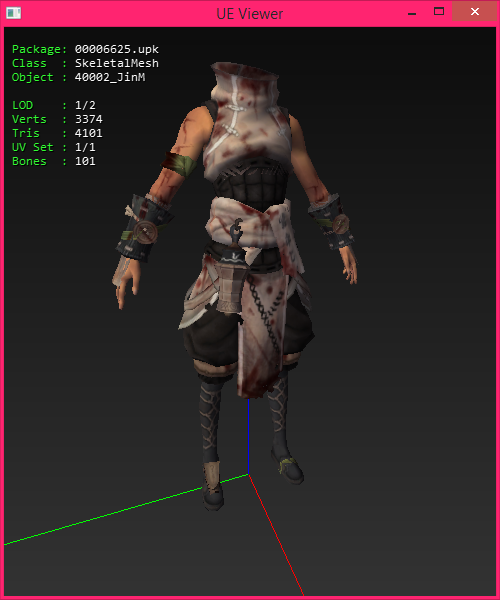 UE Viewer
Package: 00006625.upk
Class : SkeletalMesh
Object : 40002_JinM
LOD : 1/2
Verts : 3374
Tris : 4101
UV Set : 1/1
Bones : 101